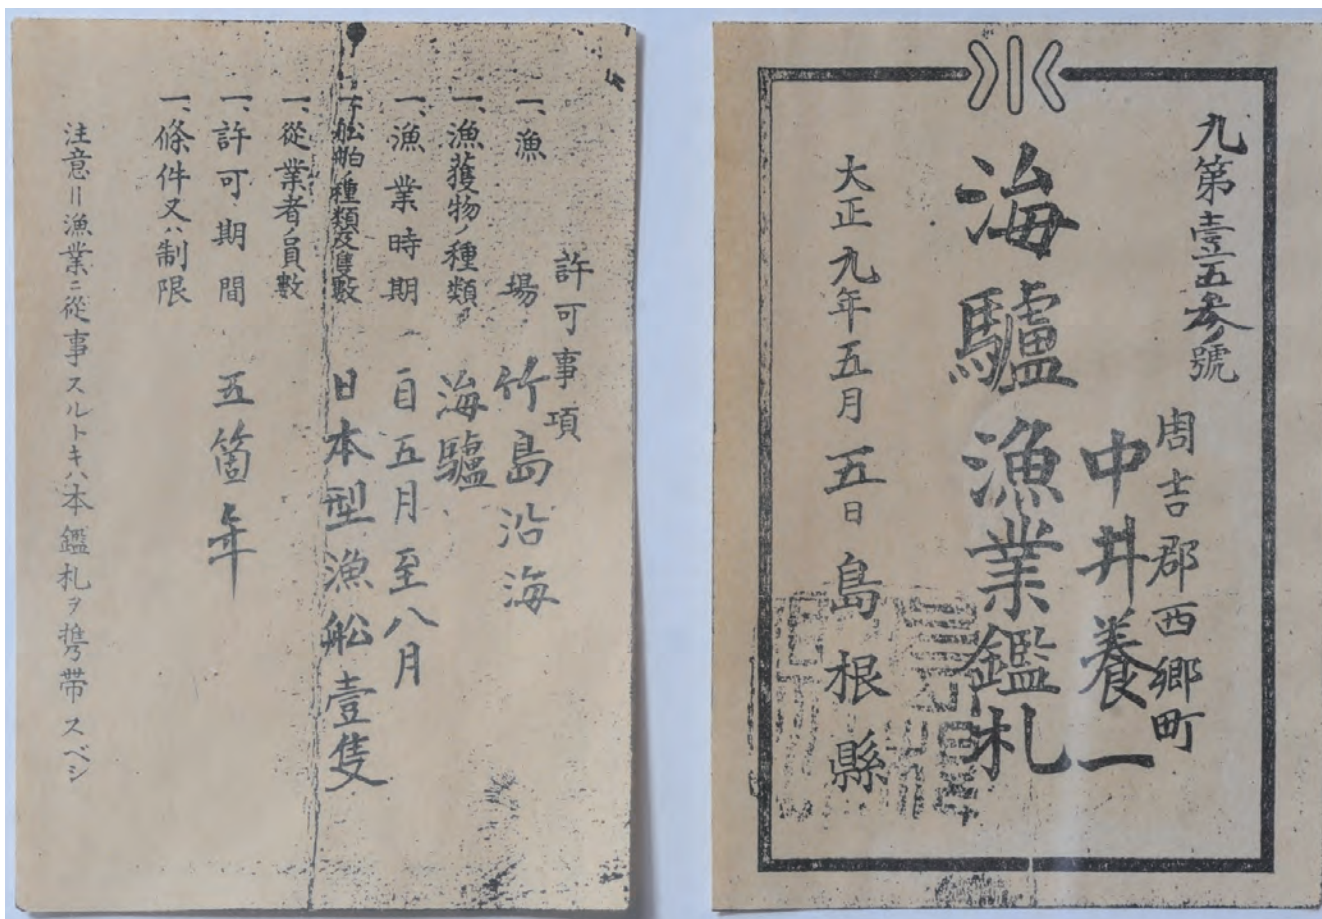 九第壹五参號
周吉郡西郷町
中井養一
海驢漁業鑑札
大正九年五月五日島根縣
許可事項
一、漁場 竹島沿海
一、漁獲物ノ種類 海驢
一、漁業時期 自五月至八月
一、舩舶ノ種類及隻數 日本型漁舩壹隻
一、從業者ノ員數
一、許可期間 五箇年
一、條件又ハ制限
注意〢漁業ニ從事スルトキハ本鑑札ヲ携帯スベシ